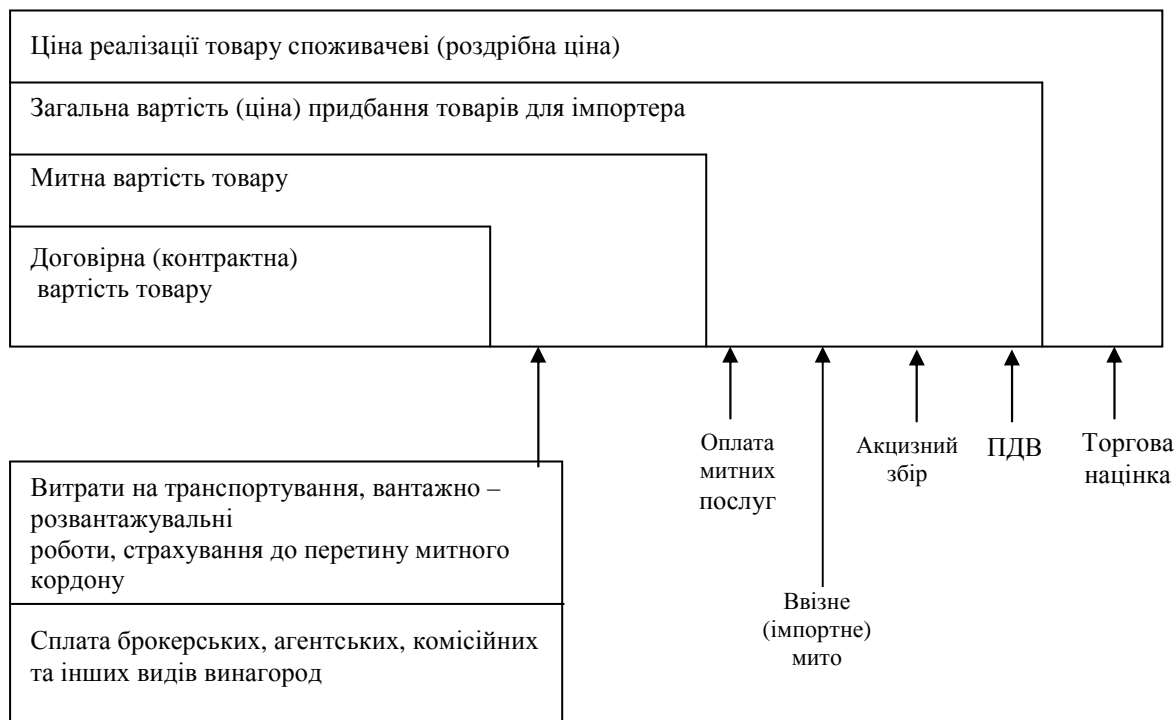 Ціна реалізації товару споживачеві (роздрібна ціна)
Загальна вартість (ціна) придбання товарів для імпортера
Митна вартість товару
Договірна (контрактна)
вартість товару
Оплата
митних
послуг
Ввізне
(імпортне)
мито
Акцизний
збір
ПДВ
Торгова
націнка
Витрати на транспортування, вантажно –
розвантажувальні
роботи, страхування до перетину митного
кордону
Сплата брокерських, агентських, комісійних
та інших видів винагород